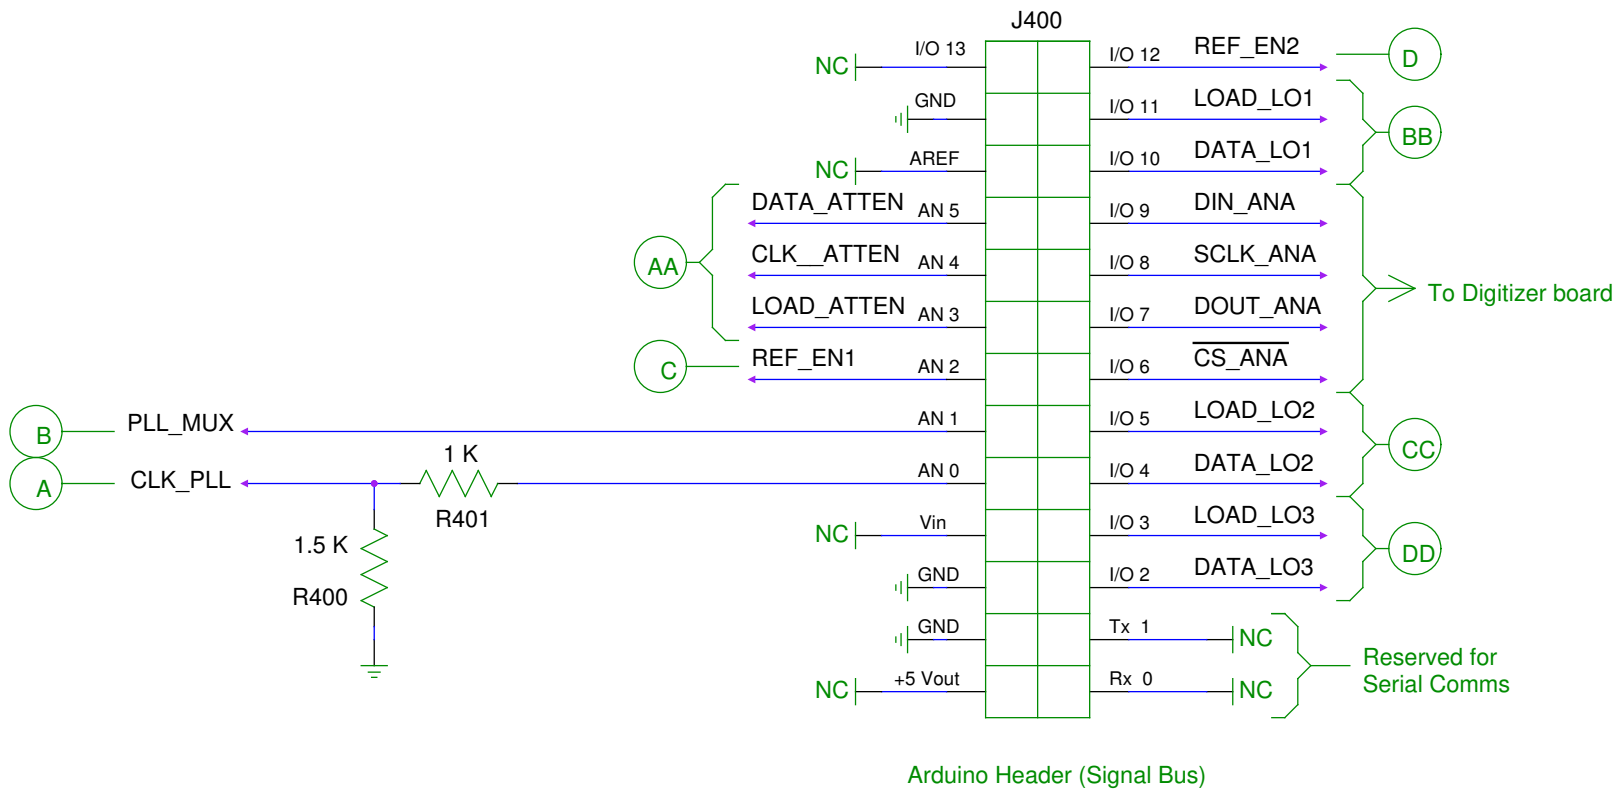 J400
NC
I/O 13
I/O 12
REF_EN2
D
GND
I/O 11
LOAD_LO1
BB
NC
AREF
I/O 10
DATA_LO1
DATA_ATTEN
AN 5
I/O 9
DIN_ANA
AA
CLK__ATTEN
AN 4
I/O 8
SCLK_ANA
To Digitizer board
LOAD_ATTEN
AN 3
I/O 7
DOUT_ANA
C
REF_EN1
AN 2
I/O 6
CS_ANA
B
PLL_MUX
AN 1
I/O 5
LOAD_LO2
CC
A
CLK_PLL
1 K
R401
AN 0
I/O 4
DATA_LO2
1.5 K
R400
NC
Vin
I/O 3
LOAD_LO3
DD
GND
I/O 2
DATA_LO3
GND
Tx 1
NC
Reserved for
Serial Comms
NC
+5 Vout
Rx 0
NC
Arduino Header (Signal Bus)